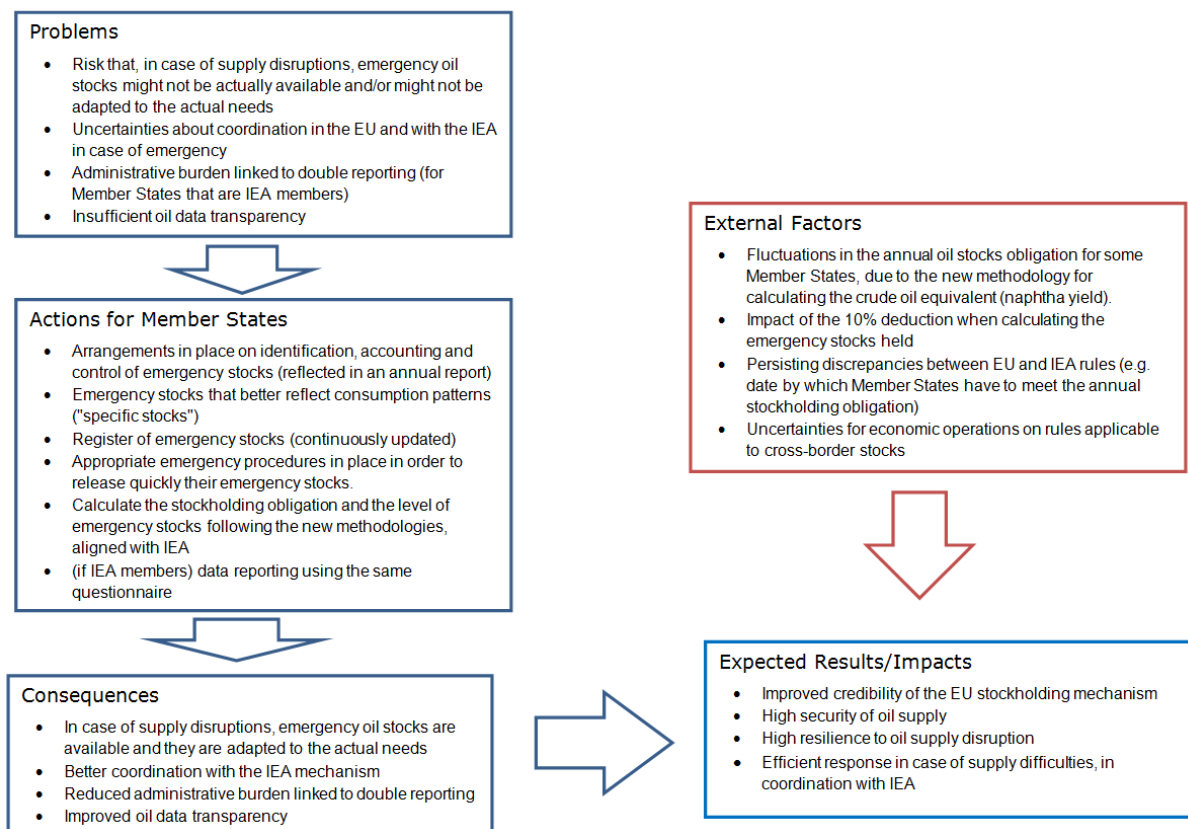 Problems
• Risk that, in case of supply disruptions, emergency oil
stocks might not be actually available and/or might not be
adapted to the actual needs
• Uncertainties about coordination in the EU and with the IEA
in case of emergency
• Administrative burden linked to double reporting (for
Member States that are IEA members)
• Insufficient oil data transparency
Actions for Member States
• Arrangements in place on identification, accounting and
control of emergency stocks (reflected in an annual report)
• Emergency stocks that better reflect consumption patterns
("specific stocks")
• Register of emergency stocks (continuously updated)
• Appropriate emergency procedures in place in order to
release quickly their emergency stocks.
• Calculate the stockholding obligation and the level of
emergency stocks following the new methodologies,
aligned with IEA
• (if IEA members) data reporting using the same
questionnaire
Consequences
• In case of supply disruptions, emergency oil stocks are
available and they are adapted to the actual needs
• Better coordination with the IEA mechanism
• Reduced administrative burden linked to double reporting
• Improved oil data transparency
External Factors
• Fluctuations in the annual oil stocks obligation for some
Member States, due to the new methodology for
calculating the crude oil equivalent (naphtha yield).
• Impact of the 10% deduction when calculating the
emergency stocks held
• Persisting discrepancies between EU and IEA rules (e.g.
date by which Member States have to meet the annual
stockholding obligation)
• Uncertainties for economic operations on rules applicable
to cross-border stocks
Expected Results/Impacts
• Improved credibility of the EU stockholding mechanism
• High security of oil supply
• High resilience to oil supply disruption
• Efficient response in case of supply difficulties, in
coordination with IEA